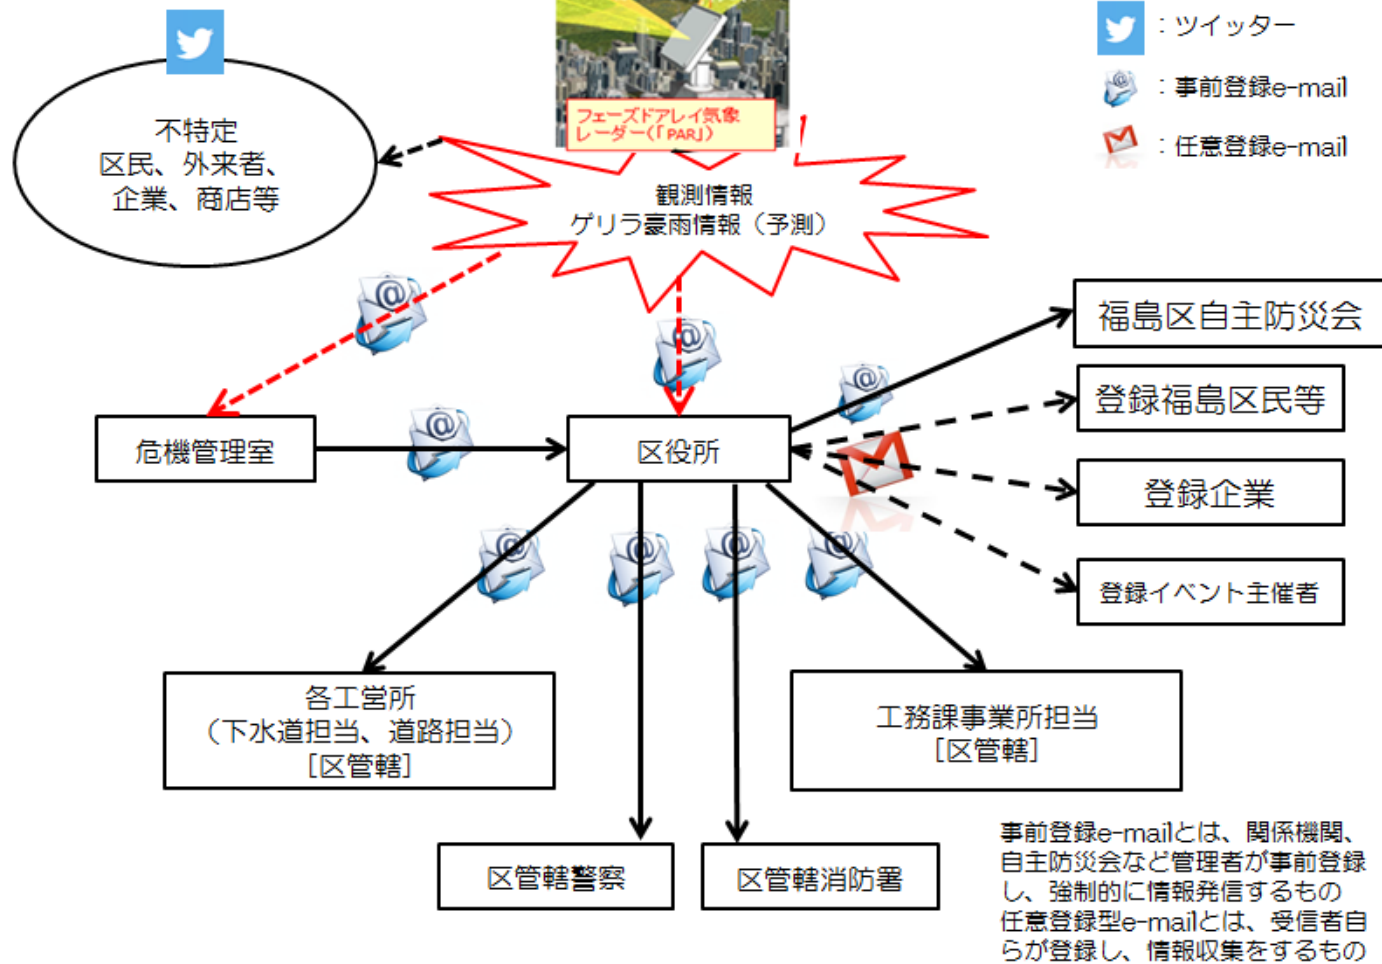 ：ツイッター
：事前登録e-mail
：任意登録e-mail
不特定
区民、外来者、
企業、商店等
フェーズドアレイ気象
レーダー(「PAR」)
観測情報
ゲリラ豪雨情報（予測）
福島区自主防災会
登録福島区民等
登録企業
登録イベント主催者
危機管理室
区役所
各工営所
（下水道担当、道路担当）
[区管轄]
工務課事業所担当
[区管轄]
区管轄警察
区管轄消防署
事前登録e-mailとは、関係機関、
自主防災会など管理者が事前登録
し、強制的に情報発信するもの
任意登録型e-mailとは、受信者自
らが登録し、情報収集をするもの